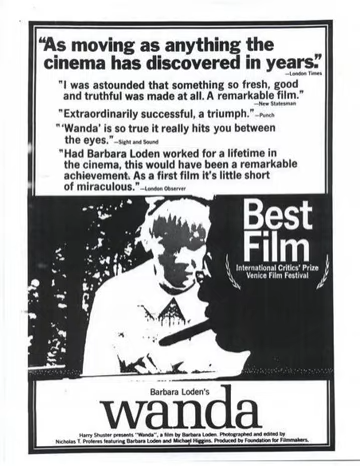 “As moving as anything the
cinema has discovered in years.”
—London Times
"I was astounded that something so fresh, good
and truthful was made at all. A remarkable film."
—New Statesman
"Extraordinarily successful, a triumph."—Punch
"‘Wanda’ is so true it really hits you between
the eyes."—Sight and Sound
"Had Barbara Loden worked for a lifetime in
the cinema, this would have been a remarkable
achievement. As a first film it's little short
of miraculous."—London Observer
Best
Film
International Critics' Prize
Venice Film Festival
Barbara Loden's
wanda
Harry Shuster presents "Wanda", a film by Barbara Loden. Photographed and edited by
Nicholas T. Proferes featuring Barbara Loden and Michael Higgins. Produced by Foundation for Filmmakers.